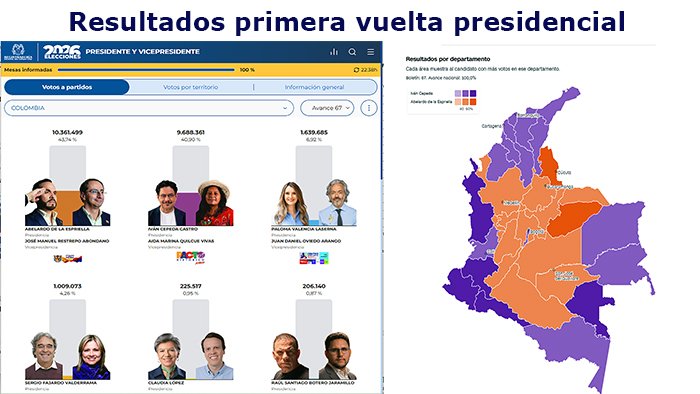 Resultados primera vuelta presidencial
2026
ELECCIONES
PRESIDENTE Y VICEPRESIDENTE
Mesas informadas
100 %
22:38h
Votos a partidos
Votos por territorio
Información general
COLOMBIA
Avance 67
10.361.499
43,74 %
9.688.361
40,90 %
1.639.685
6,92 %
ABELARDO DE LA ESPRIELLA
Presidencia
JOSÉ MANUEL RESTREPO ABONDANO
Vicepresidencia
IVÁN CEPEDA CASTRO
Presidencia
AIDA MARINA QUILCUE VIVAS
Vicepresidencia
PACTO
HISTÓRICO
PALOMA VALENCIA LASERNA
Presidencia
JUAN DANIEL OVIEDO ARANGO
Vicepresidencia
1.009.073
4,26 %
225.517
0,95 %
206.140
0,87 %
SERGIO FAJARDO VALDERRAMA
Presidencia
CLAUDIA LÓPEZ
Presidencia
RAÚL SANTIAGO BOTERO JARAMILLO
Presidencia
Resultados por departamento
Cada área muestra al candidato con más votos en ese departamento.
Boletín: 67. Avance nacional: 100,0%
Iván Cepeda
Abelardo de la Espriella
Barranquilla
Cartagena
Cúcuta
Bucaramanga
Medellín
Bogotá
Cali
San José
del Guaviare